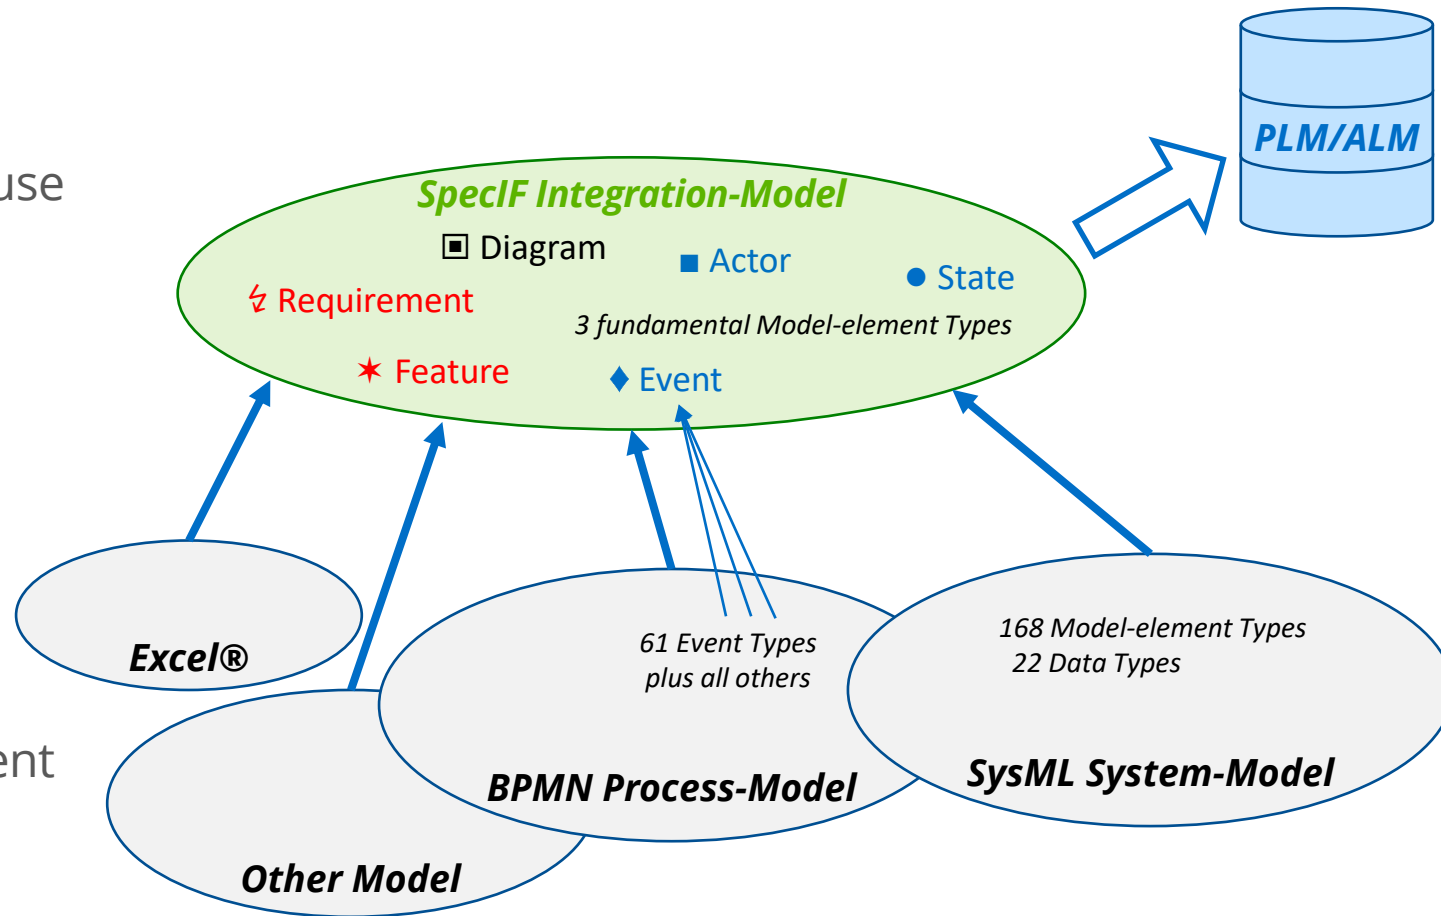 PLM/ALM
use
SpecIF Integration-Model
Diagram
Actor
State
Requirement
3 fundamental Model-element Types
Feature
Event
61 Event Types
plus all others
168 Model-element Types
22 Data Types
Excel®
ent
BPMN Process-Model
SysML System-Model
Other Model